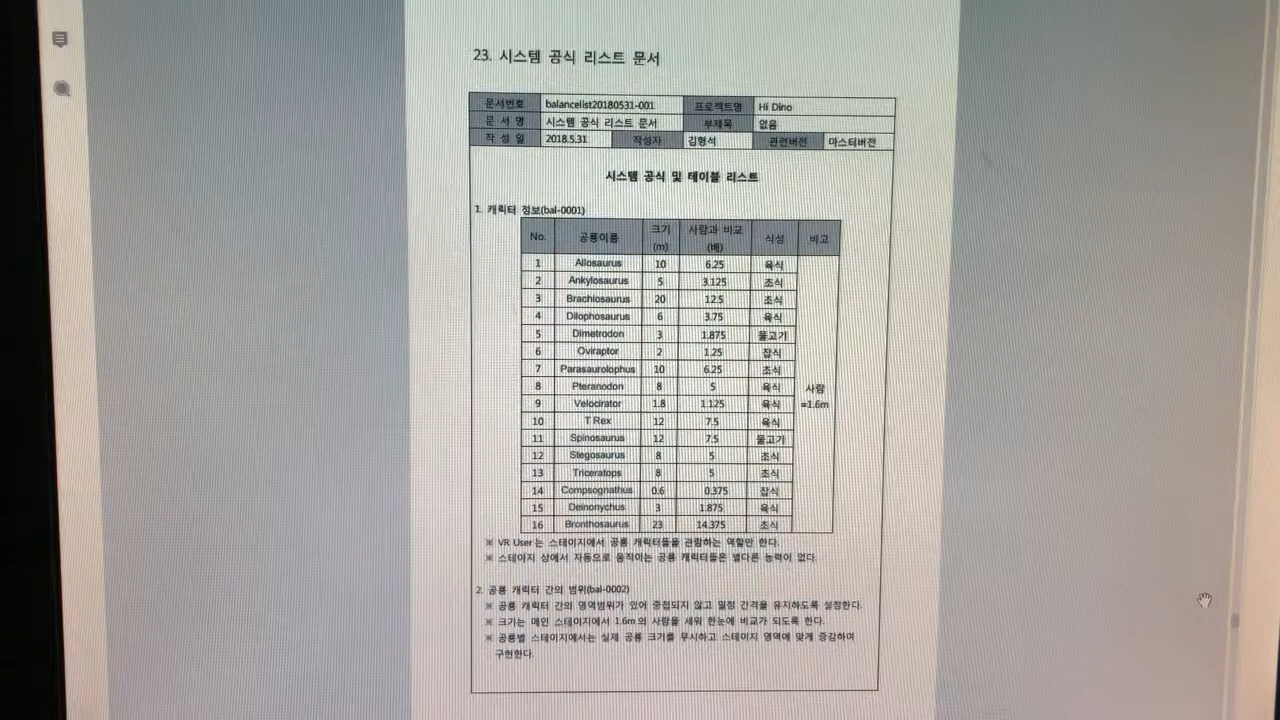 23. 시스템 공식 리스트 문서
문서번호 balancelist20180531-001 프로젝트명 Hi Dino
문 서 명 시스템 공식 리스트 문서 부제목 없음
작 성 일 2018.5.31 작성자 김형석 관련버전 마스터버전
시스템 공식 및 테이블 리스트
1. 캐릭터 정보(bal-0001)
No. 공룡이름 크기 (m) 사람과 비교 (배) 식성 비고
1 Allosaurus 10 6.25 육식
2 Ankylosaurus 5 3.125 초식
3 Brachiosaurus 20 12.5 초식
4 Dilophosaurus 6 3.75 육식
5 Dimetrodon 3 1.875 물고기
6 Oviraptor 2 1.25 잡식
7 Parasaurolophus 10 6.25 초식
8 Pteranodon 8 5 육식 사람
9 Velocirator 1.8 1.125 육식 =1.6m
10 T Rex 12 7.5 육식
11 Spinosaurus 12 7.5 물고기
12 Stegosaurus 8 5 초식
13 Triceratops 8 5 초식
14 Compsognathus 0.6 0.375 잡식
15 Deinonychus 3 1.875 육식
16 Bronthosaurus 23 14.375 초식
※ VR User는 스테이지에서 공룡 캐릭터들을 관람하는 역할만 한다.
※ 스테이지 상에서 자동으로 움직이는 공룡 캐릭터들은 별다른 능력이 없다.
2. 공룡 캐릭터 간의 범위(bal-0002)
※ 공룡 캐릭터 간의 영역범위가 있어 중첩되지 않고 일정 간격을 유지하도록 설정한다.
※ 크기는 메인 스테이지에서 1.6m의 사람을 세워 한눈에 비교가 되도록 한다.
※ 공룡별 스테이지에서는 실제 공룡 크기를 무시하고 스테이지 영역에 맞게 증감하여
구현한다.